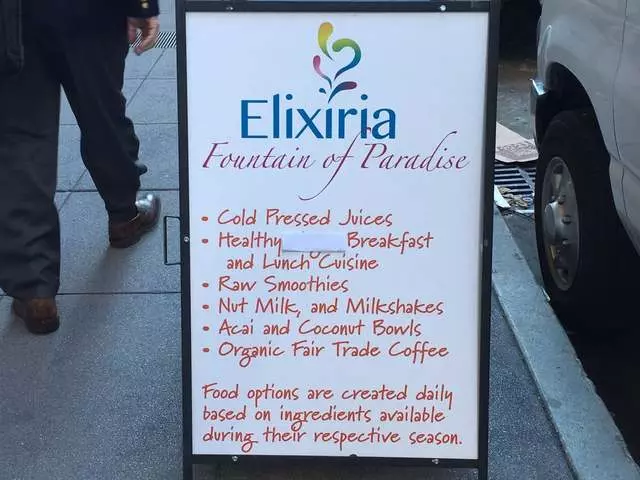 Elixiria
Fountain of Paradise
• Cold Pressed Juices
• Healthy Breakfast
and Lunch Cuisine
• Raw Smoothies
• Nut Milk, and Milkshakes
• Acai and Coconut Bowls
• Organic Fair Trade Coffee
Food options are created daily
based on ingredients available
during their respective season.